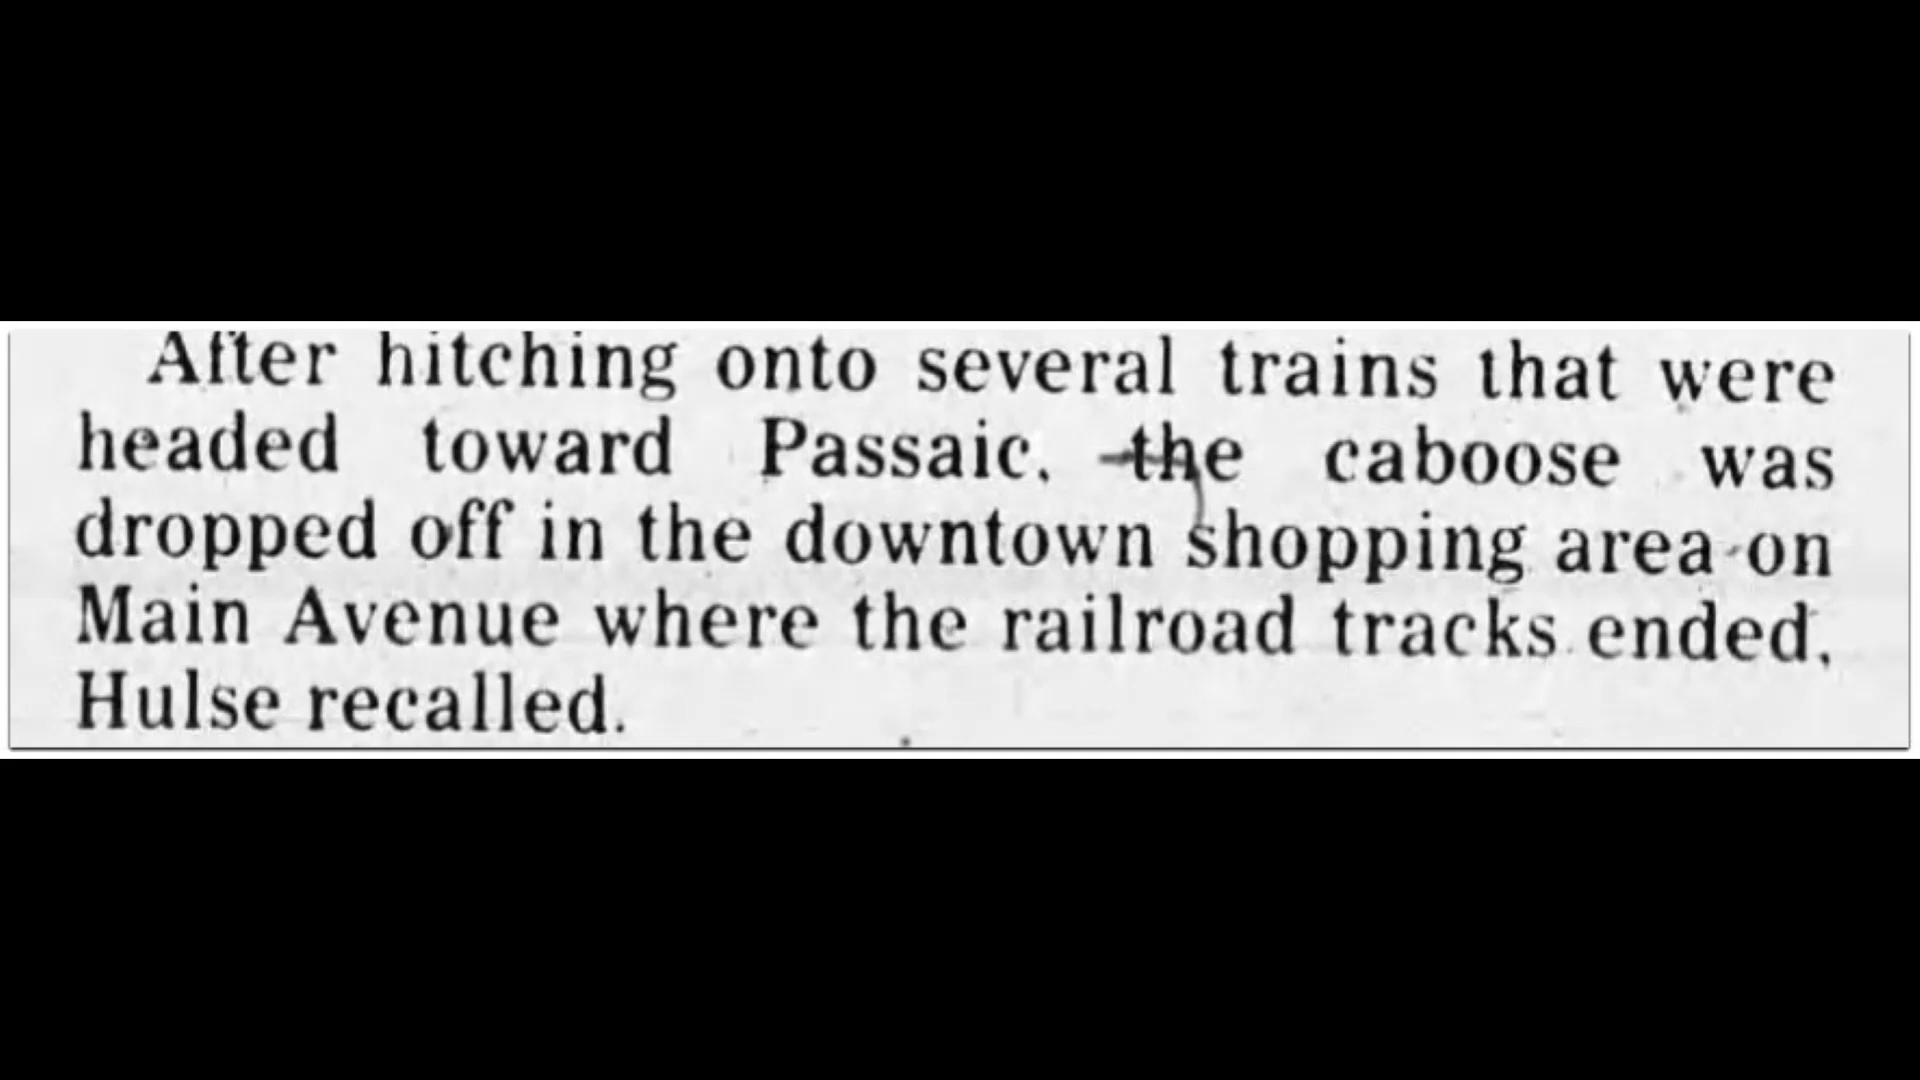 After hitching onto several trains that were
headed toward Passaic, the caboose was
dropped off in the downtown shopping area on
Main Avenue where the railroad tracks ended,
Hulse recalled.